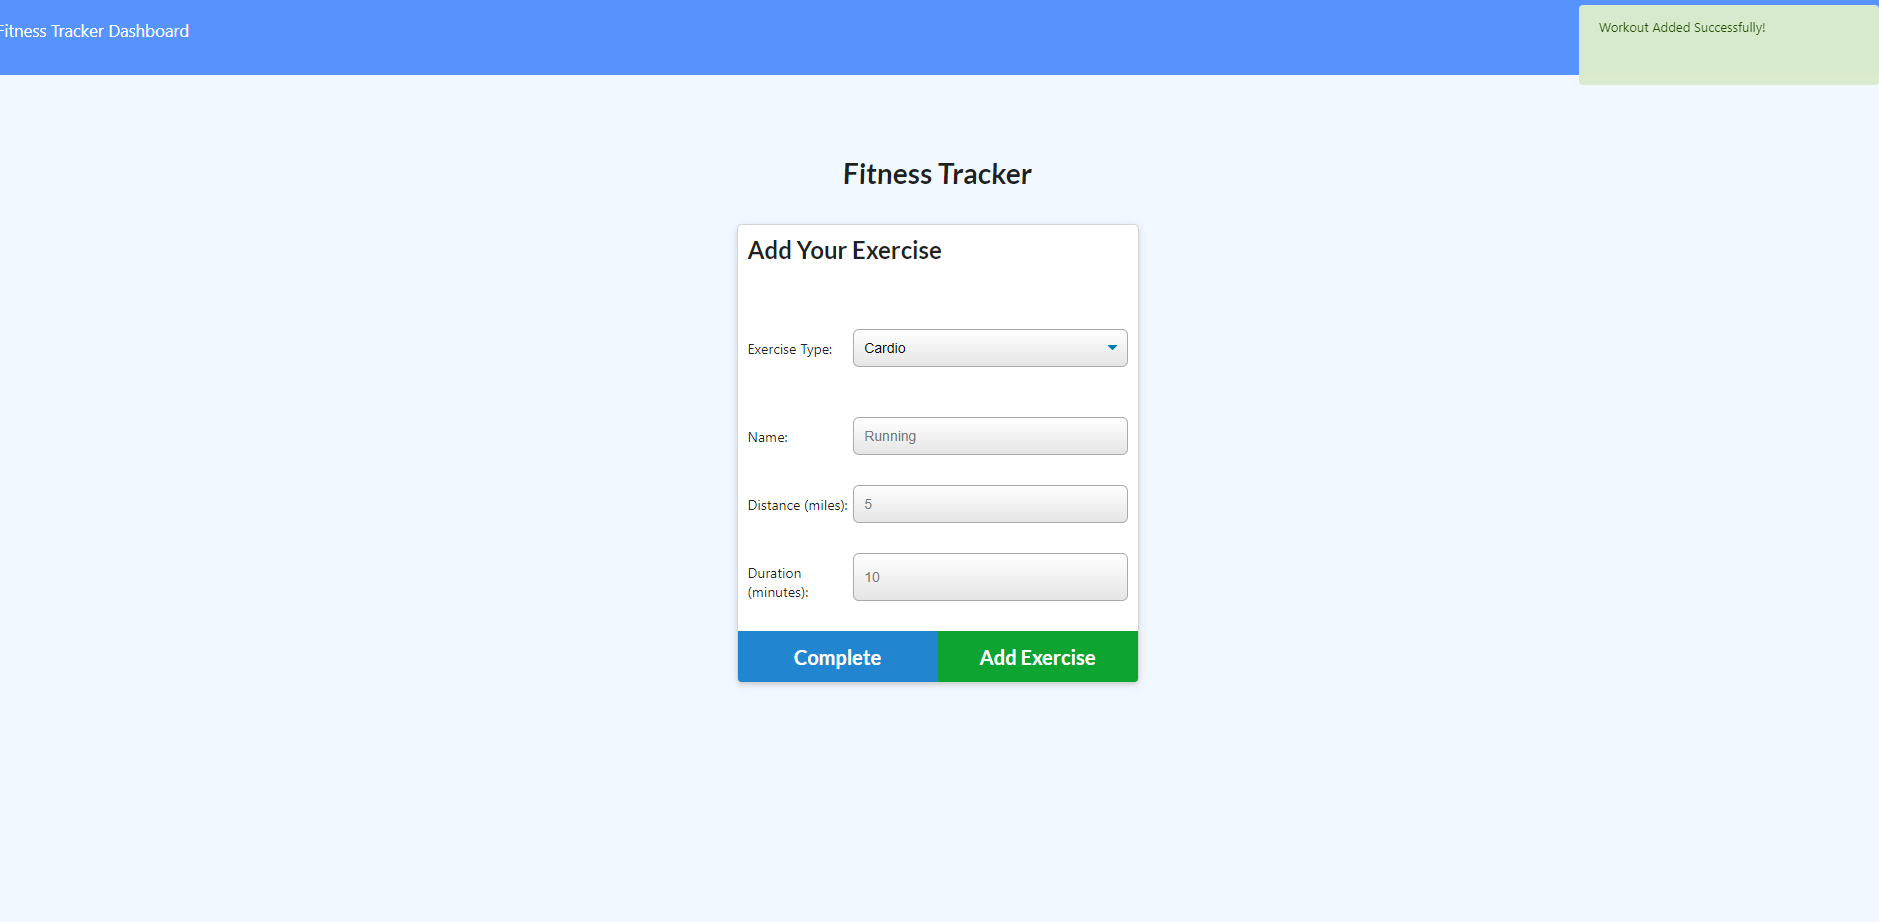 Fitness Tracker Dashboard
Workout Added Successfully!
Fitness Tracker
Add Your Exercise
Exercise Type: Cardio
Name: Running
Distance (miles): 5
Duration (minutes): 10
Complete Add Exercise